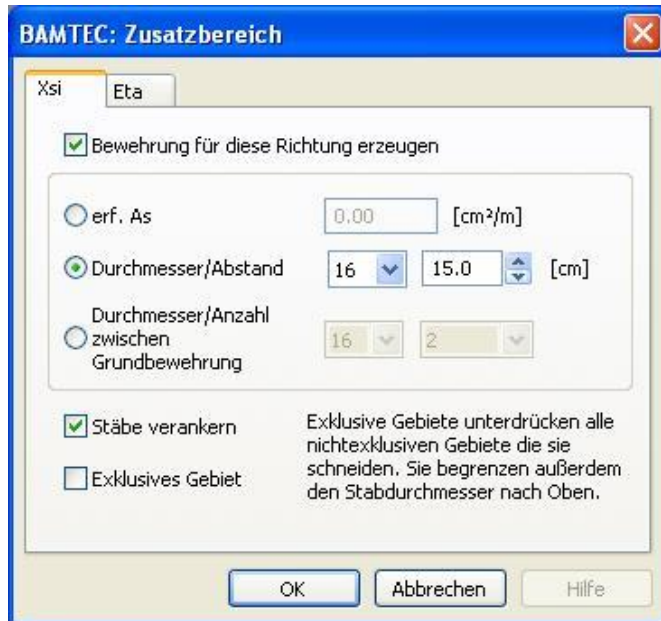 BAMTEC: Zusatzbereich
Xsi
Eta
Bewehrung für diese Richtung erzeugen
erf. As 0.00 [cm²/m]
Durchmesser/Abstand 16 15.0 [cm]
Durchmesser/Anzahl
zwischen
Grundbewehrung
16 2
Stäbe verankern
Exklusives Gebiet
Exklusive Gebiete unterdrücken alle
nichtexklusiven Gebiete die sie
schneiden. Sie begrenzen außerdem
den Stabdurchmesser nach Oben.
OK Abbrechen Hilfe